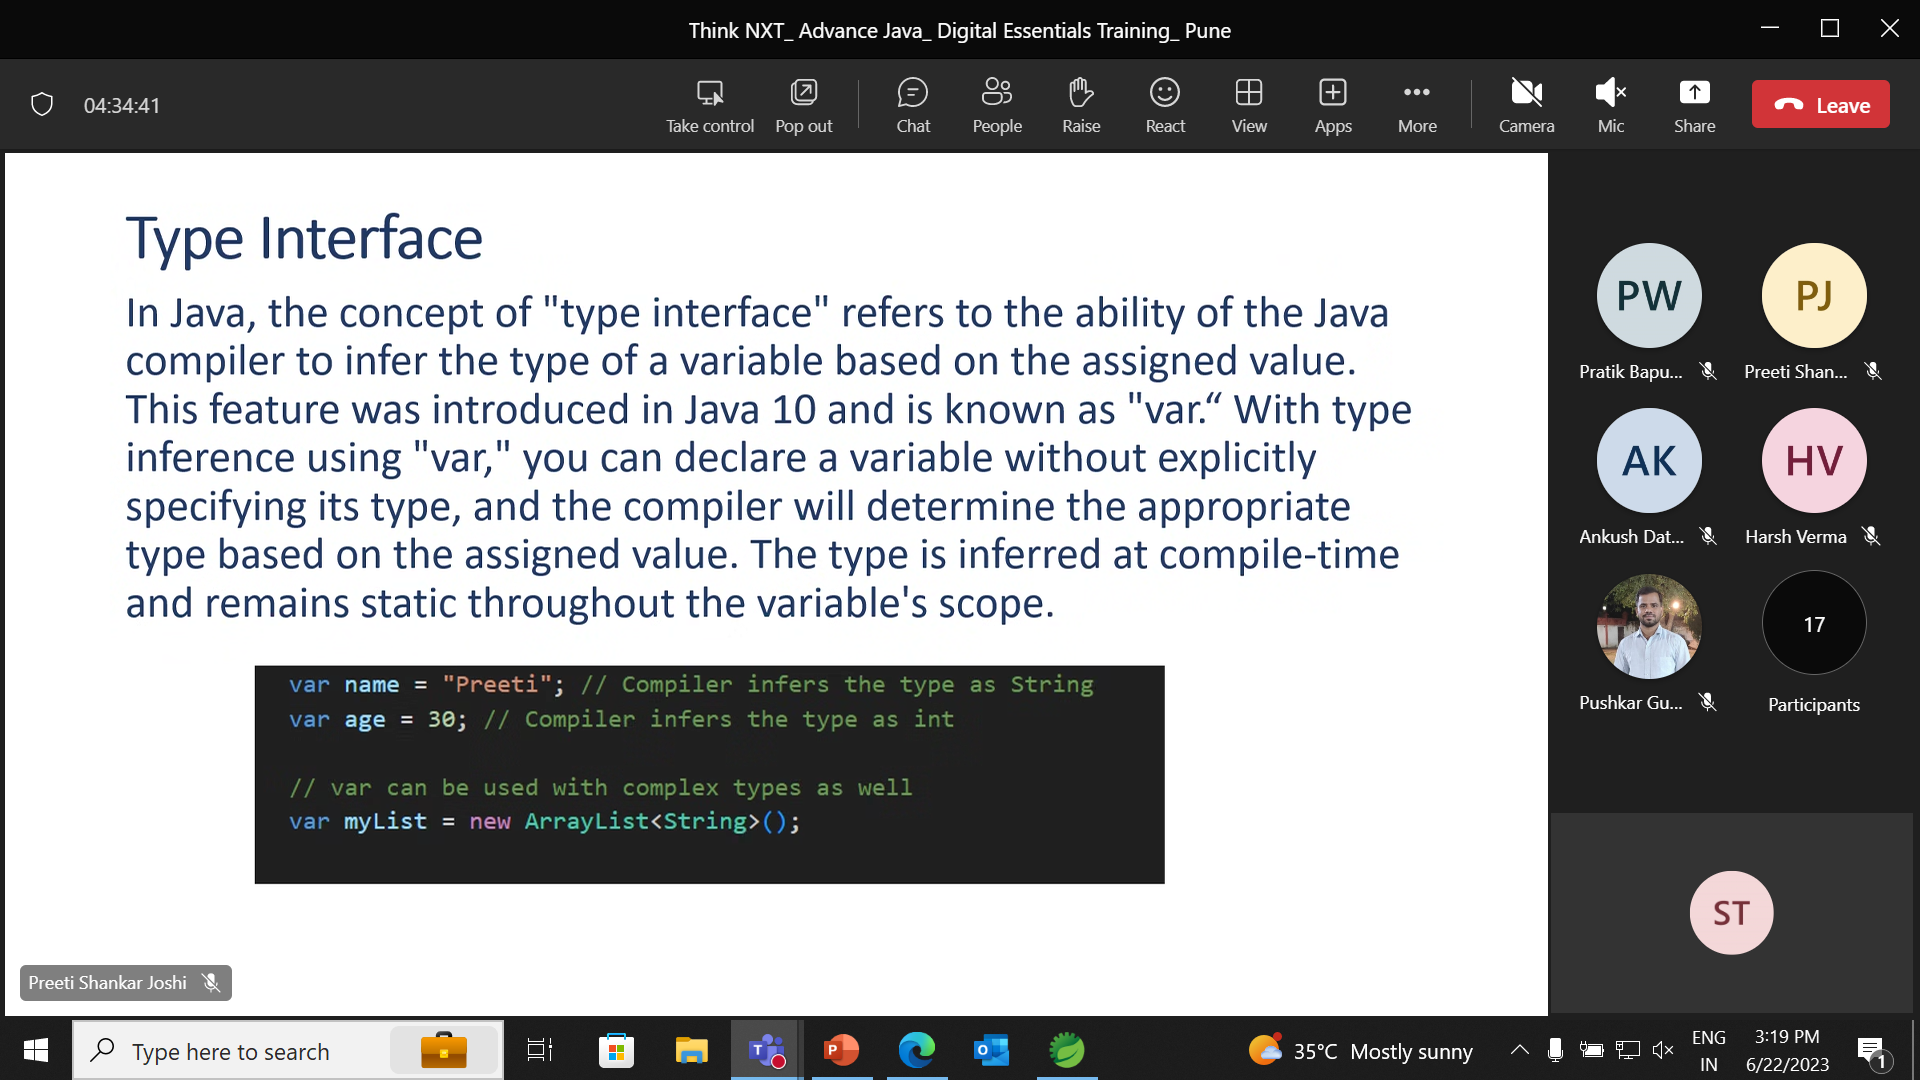 Think NXT_ Advance Java_ Digital Essentials Training_ Pune
04:34:41
Take control
Pop out
Chat
People
Raise
React
View
Apps
More
Camera
Mic
Share
Leave
Type Interface
In Java, the concept of "type interface" refers to the ability of the Java
compiler to infer the type of a variable based on the assigned value.
This feature was introduced in Java 10 and is known as "var.“ With type
inference using "var," you can declare a variable without explicitly
specifying its type, and the compiler will determine the appropriate
type based on the assigned value. The type is inferred at compile-time
and remains static throughout the variable's scope.
var name = "Preeti"; // Compiler infers the type as String
var age = 30; // Compiler infers the type as int
// var can be used with complex types as well
var myList = new ArrayList<String>();
Preeti Shankar Joshi
PW
Pratik Bapu...
PJ
Preeti Shan...
AK
Ankush Dat...
HV
Harsh Verma
Pushkar Gu...
17
Participants
ST
Type here to search
35°C Mostly sunny
ENG
IN
3:19 PM
6/22/2023
1